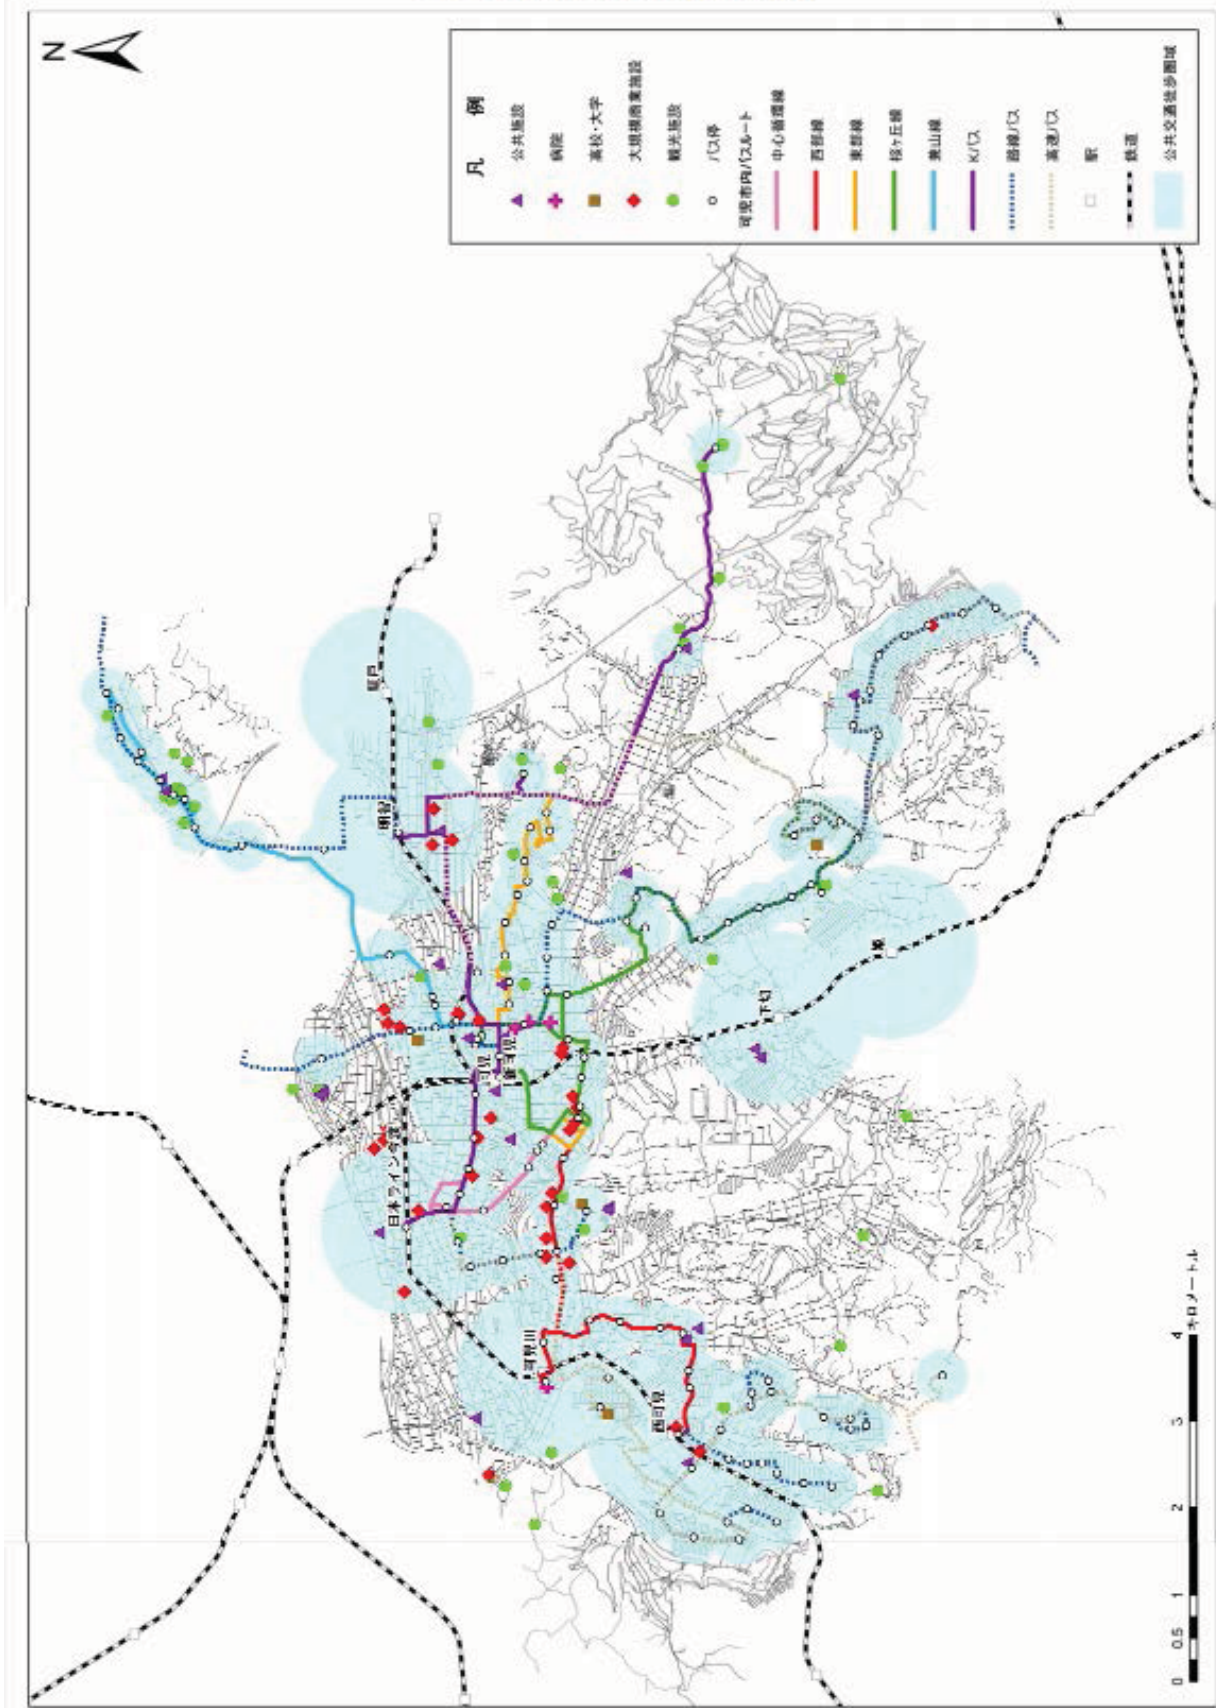 N
凡 例
公共施設
病院
高校・大学
大規模商業施設
観光施設
バス停
可児市内バスルート
中心循環線
西部線
東部線
桜ケ丘線
兼山線
Kバス
路線バス
高速バス
駅
鉄道
公共交通徒歩圏域
顔戸
明智
可児
新可児
日本ライン今渡
姫
下切
可児川
西可児
0 0.5 1 2 3 4
キロメートル